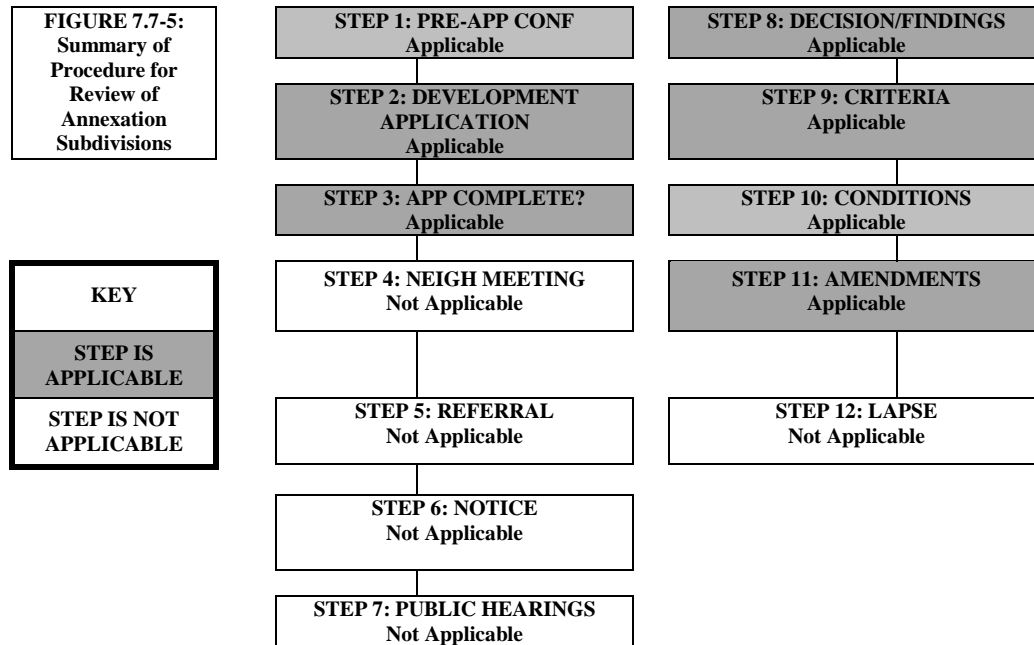 FIGURE 7.7-5:
Summary of
Procedure for
Review of
Annexation
Subdivisions
KEY
STEP IS
APPLICABLE
STEP IS NOT
APPLICABLE
STEP 1: PRE-APP CONF
Applicable
STEP 2: DEVELOPMENT
APPLICATION
Applicable
STEP 3: APP COMPLETE?
Applicable
STEP 4: NEIGH MEETING
Not Applicable
STEP 5: REFERRAL
Not Applicable
STEP 6: NOTICE
Not Applicable
STEP 7: PUBLIC HEARINGS
Not Applicable
STEP 8: DECISION/FINDINGS
Applicable
STEP 9: CRITERIA
Applicable
STEP 10: CONDITIONS
Applicable
STEP 11: AMENDMENTS
Applicable
STEP 12: LAPSE
Not Applicable